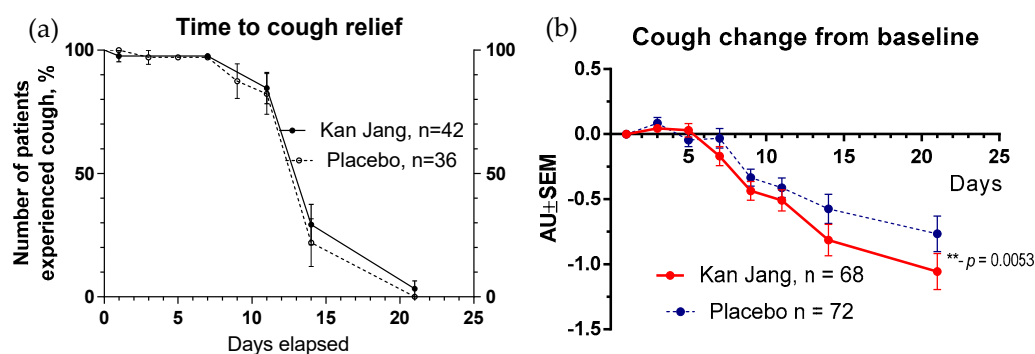 (a)
Time to cough relief
Number of patients
experienced cough, %
100
50
0
100
50
0
Kan Jang, n=42
Placebo, n=36
0 5 10 15 20 25
Days elapsed
(b)
Cough change from baseline
AU±SEM
0.5
0.0
-0.5
-1.0
-1.5
5 10 15 20 25
Days
**- p = 0.0053
Kan Jang, n = 68
Placebo n = 72